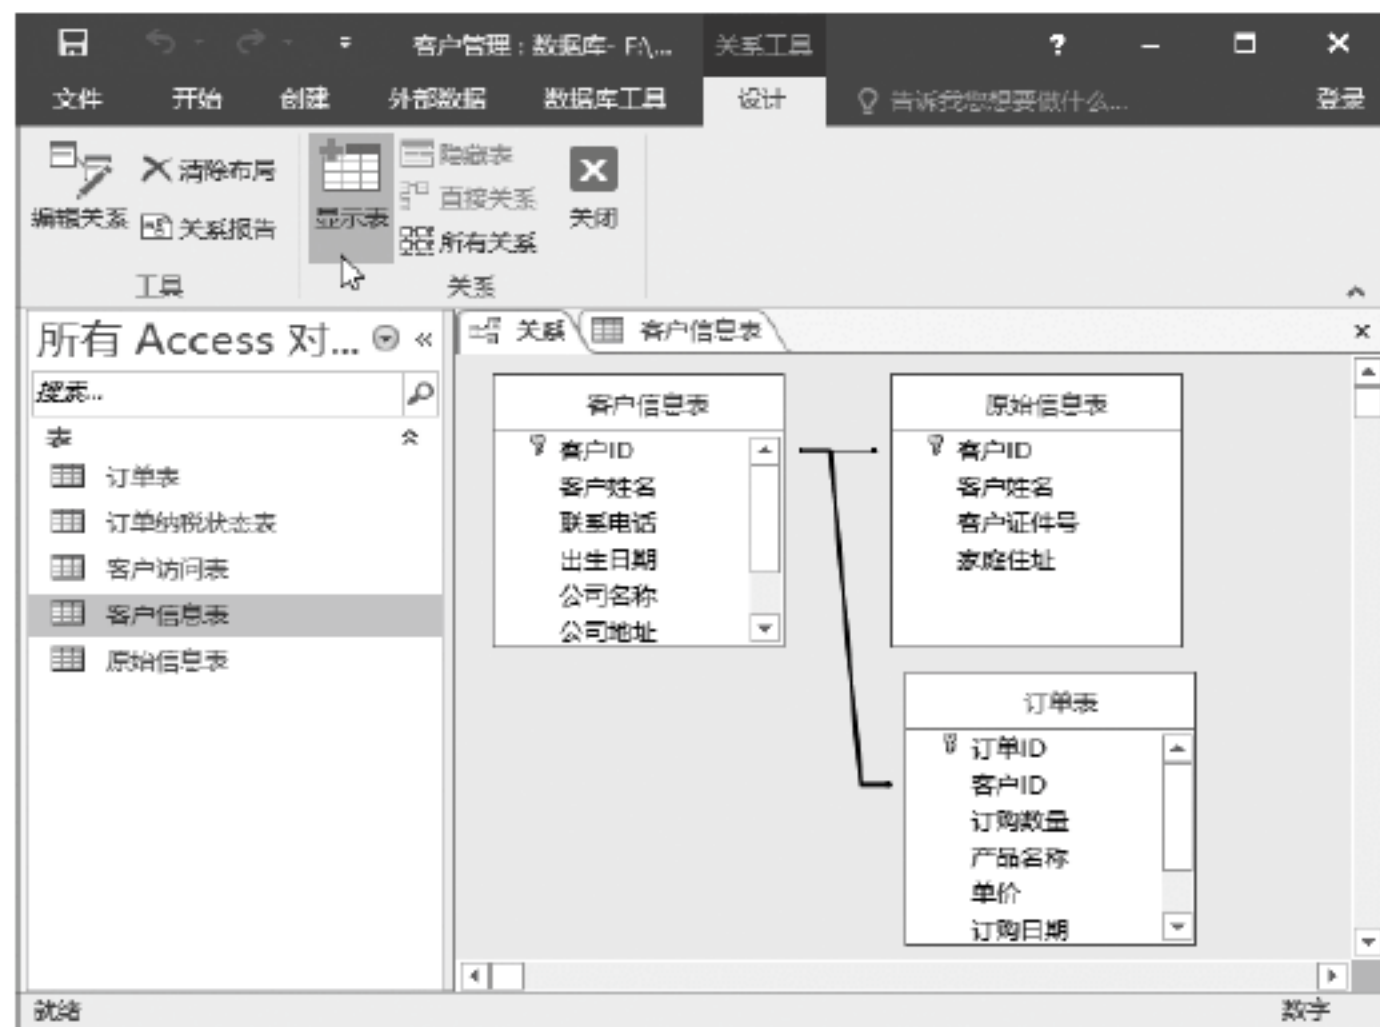 客户管理 : 数据库- F:\... 关系工具 ?
文件 开始 创建 外部数据 数据库工具 设计 告诉我您想要做什么... 登录
编辑关系
清除布局
关系报告
工具
显示表
隐藏表
直接关系
所有关系
关系
关闭
所有 Access 对... «
搜索...
表
订单表
订单纳税状态表
客户访问表
客户信息表
原始信息表
关系 客户信息表
客户信息表
客户ID
客户姓名
联系电话
出生日期
公司名称
公司地址
原始信息表
客户ID
客户姓名
客户证件号
家庭住址
订单表
订单ID
客户ID
订购数量
产品名称
单价
订购日期
就绪 数字